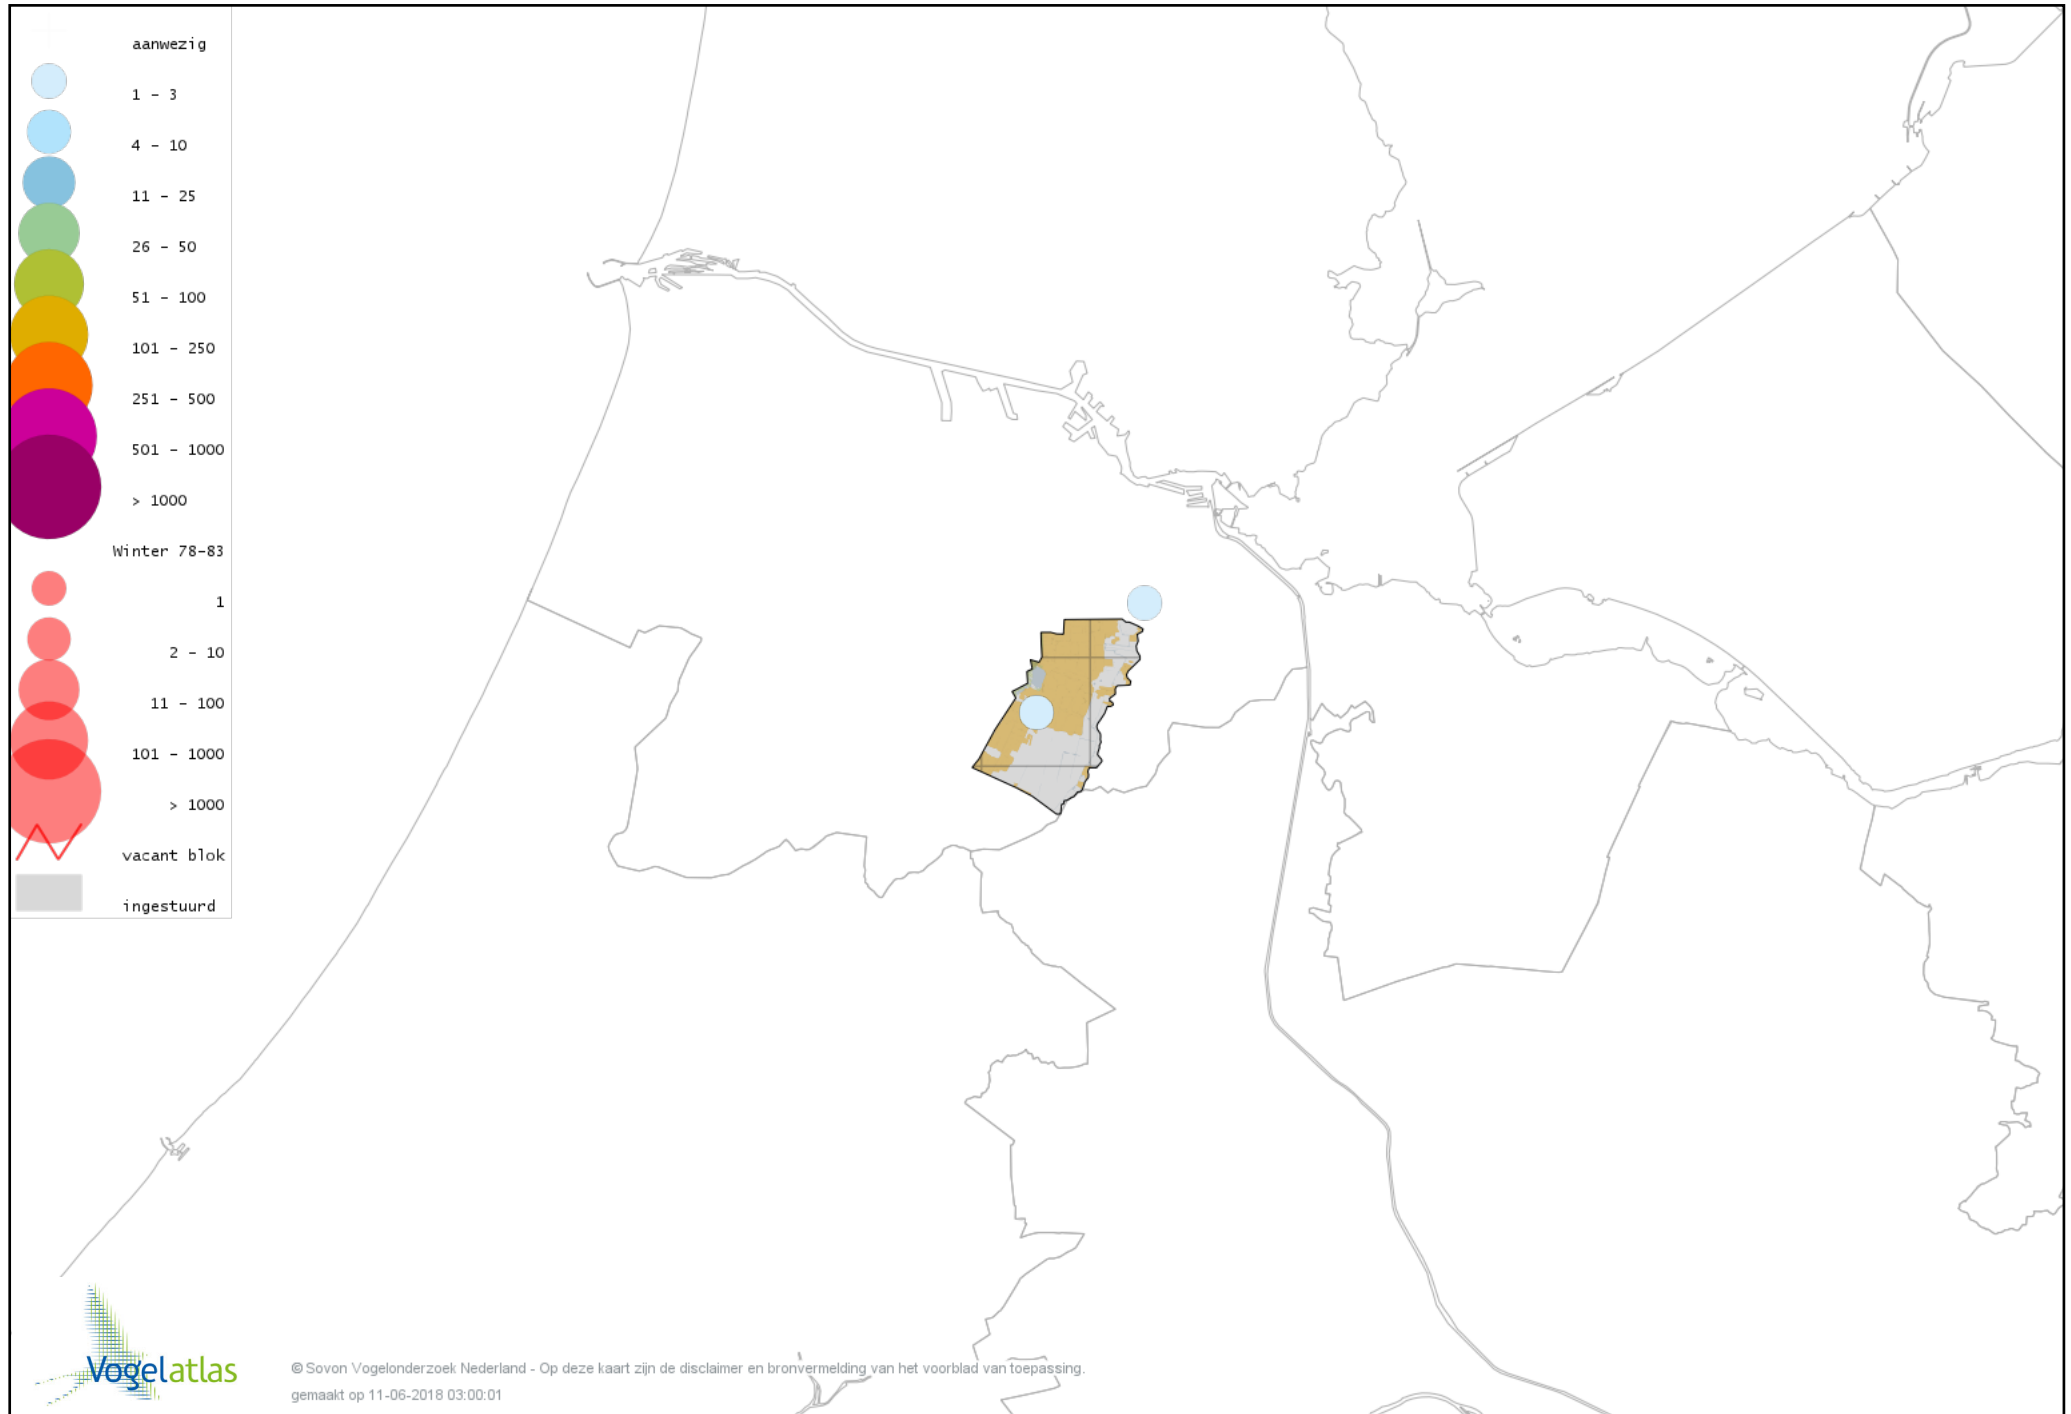 aanwezig
1 - 3
4 - 10
11 - 25
26 - 50
51 - 100
101 - 250
251 - 500
501 - 1000
> 1000
Winter 78-83
1
2 - 10
11 - 100
101 - 1000
> 1000
vacant blok
ingestuurd
Vogelatlas
© Sovon Vogelonderzoek Nederland - Op deze kaart zijn de disclaimer en bronvermelding van het voorblad van toepassing.
gemaakt op 11-06-2018 03:00:01